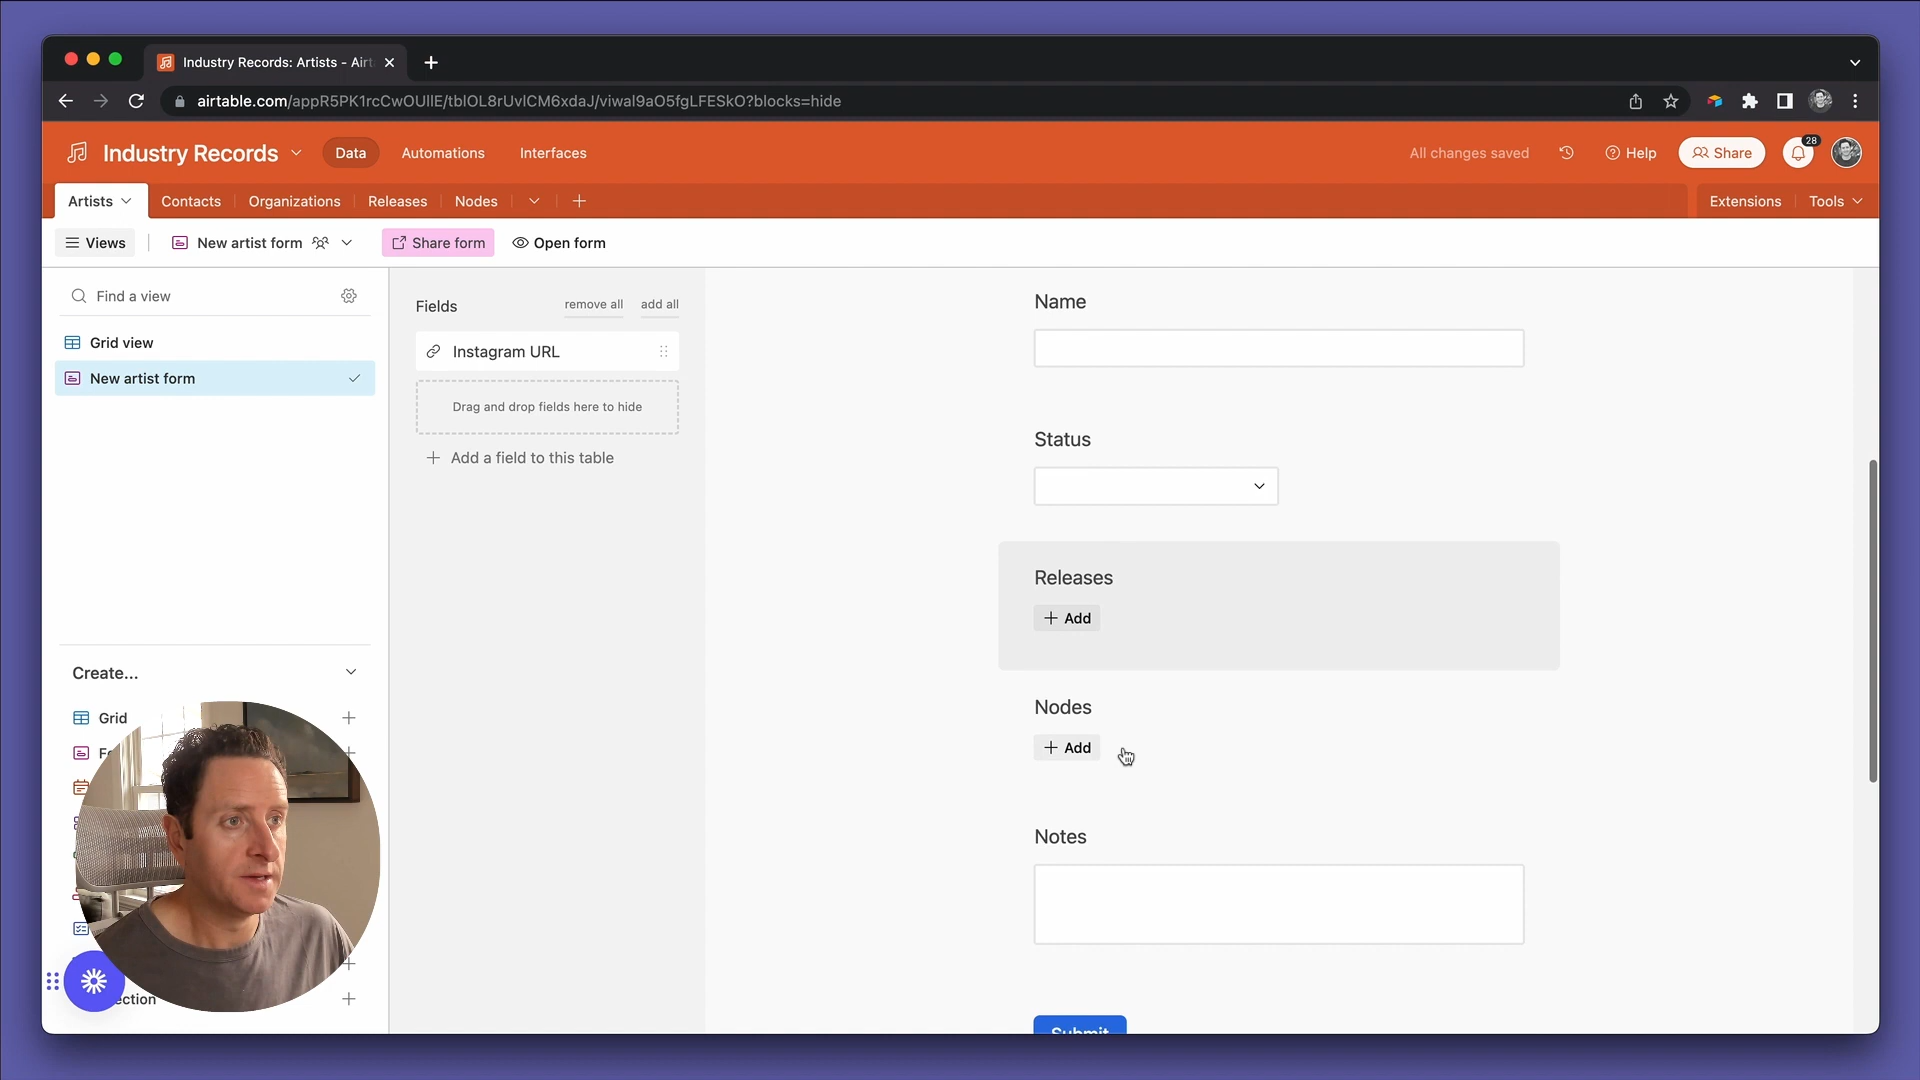 Industry Records: Artists - Airt
airtable.com/appR5PK1rcCwOUIlE/tblOL8rUvlCM6xdaJ/viwal9aO5fgLFESkO?blocks=hide
Industry Records
Data
Automations
Interfaces
All changes saved
Help
Share
28
Artists
Contacts
Organizations
Releases
Nodes
Extensions
Tools
Views
New artist form
Share form
Open form
Find a view
Grid view
New artist form
Create...
Grid
ection
Fields
remove all
add all
Instagram URL
Drag and drop fields here to hide
Add a field to this table
Name
Status
Releases
Add
Nodes
Add
Notes
Submit